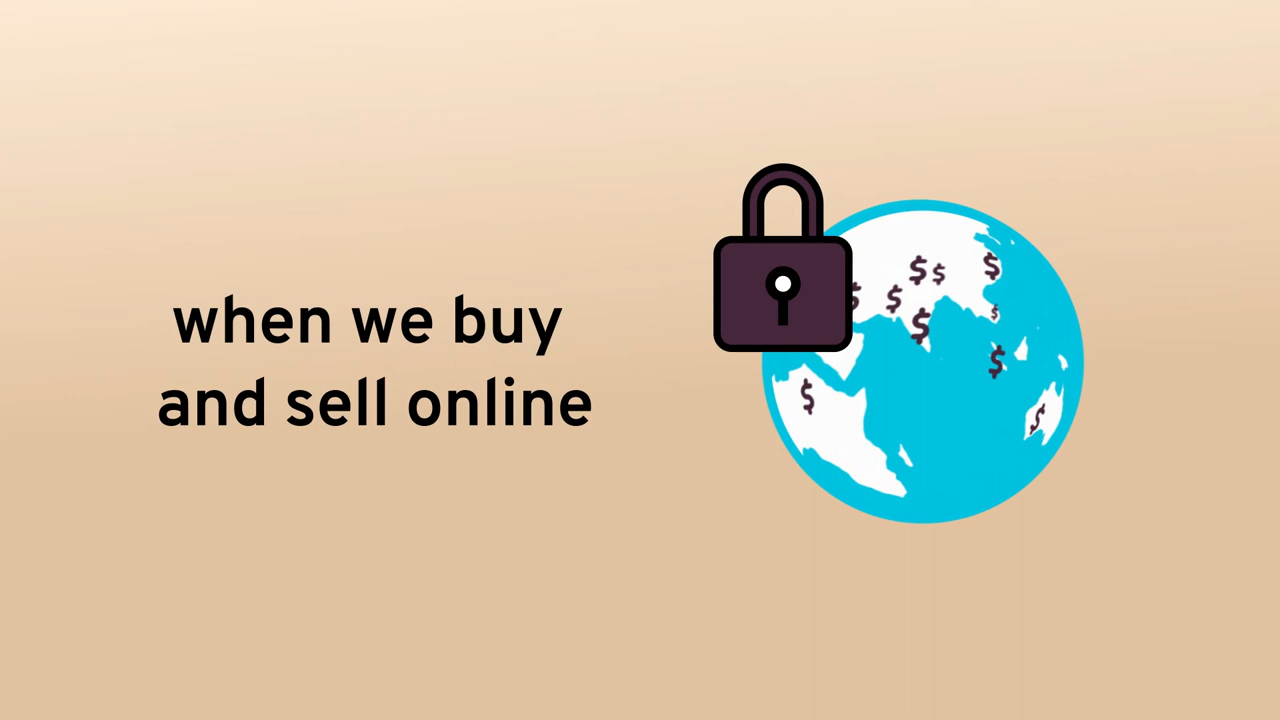 when we buy
and sell online
$ $ $
$ $ $ $
$ $
$